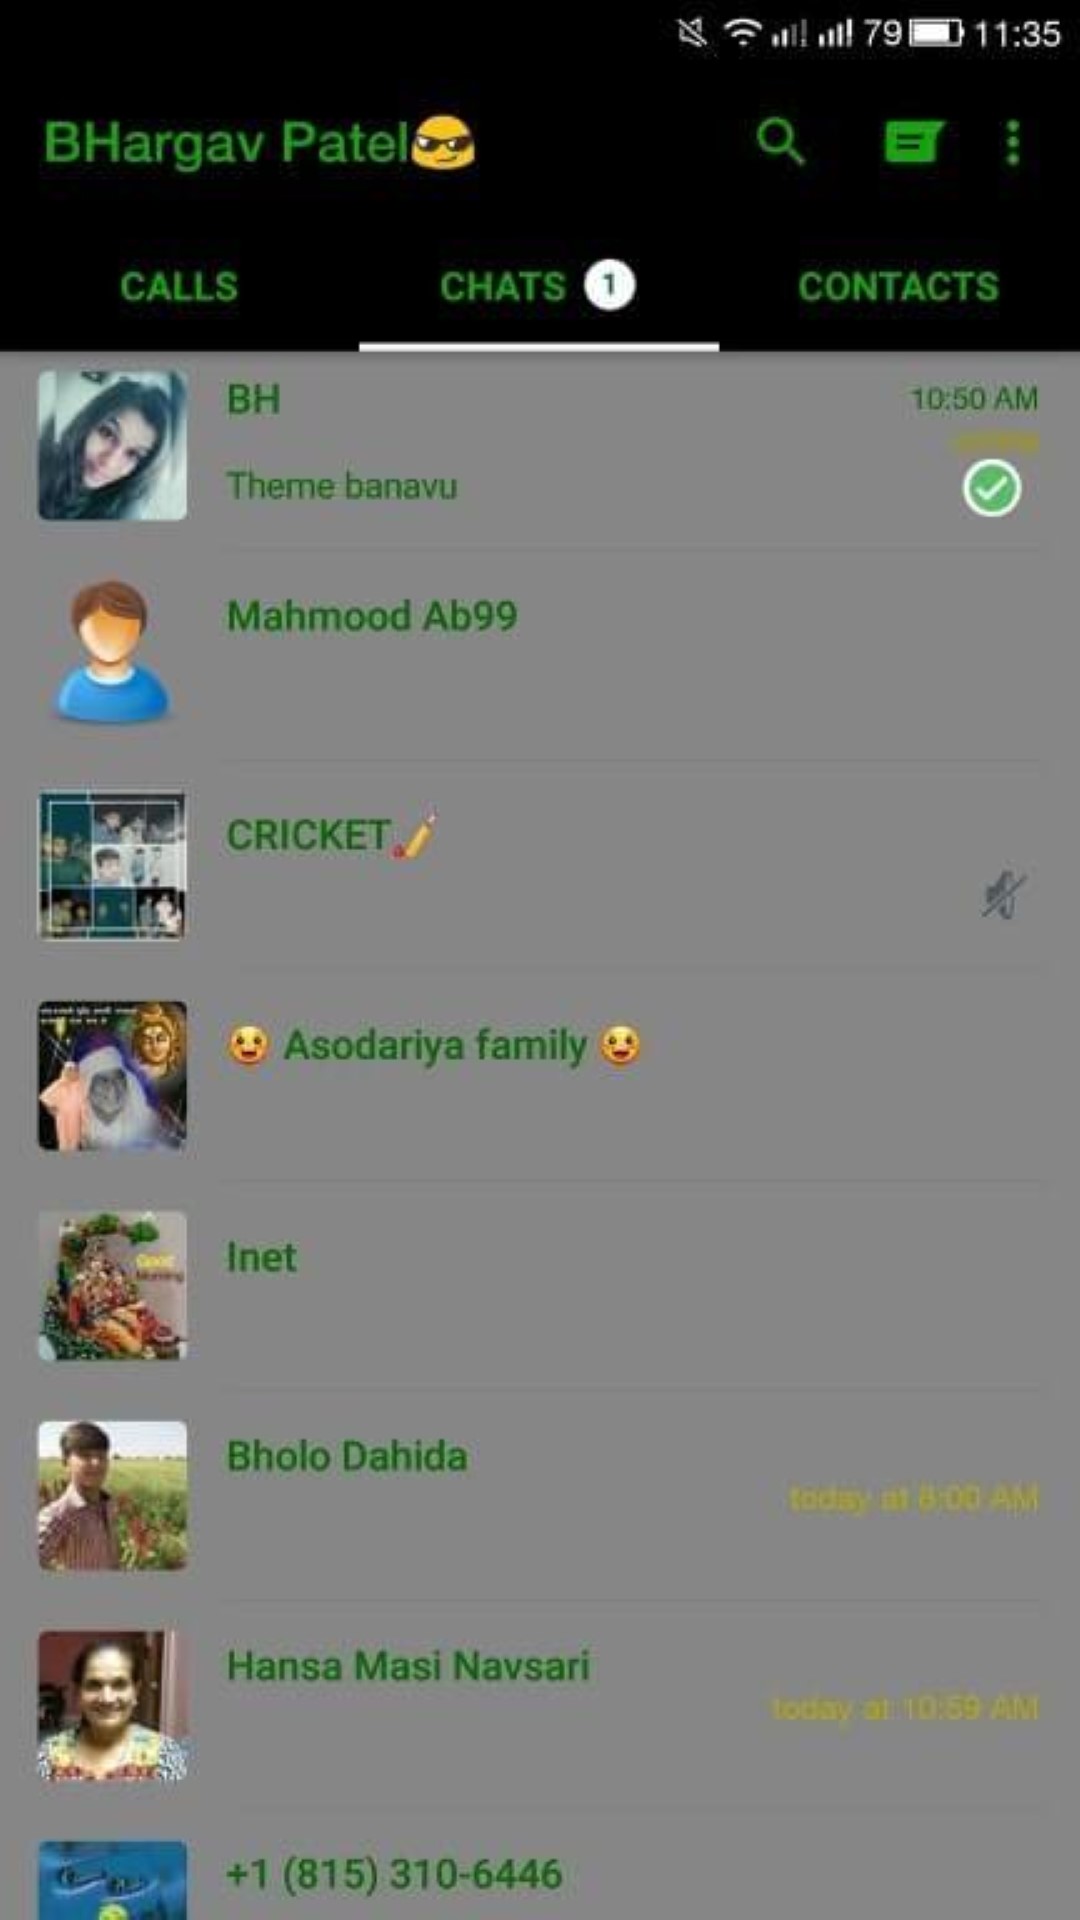 79 11:35
BHargav Patel😎
CALLS CHATS 1 CONTACTS
BH 10:50 AM
Theme banavu
Mahmood Ab99
CRICKET🏏
😃 Asodariya family 😃
Inet
Good
Morning
Bholo Dahida
today at 8:00 AM
Hansa Masi Navsari
today at 10:59 AM
+1 (815) 310-6446